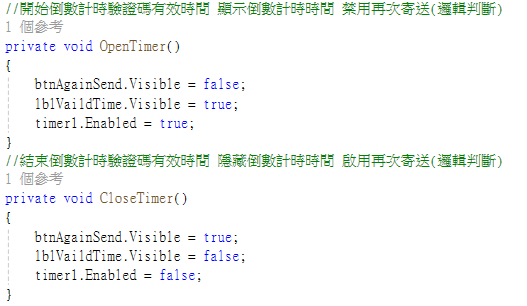 //開始倒數計時驗證碼有效時間 顯示倒數計時時間 禁用再次寄送(邏輯判斷)
1 個參考
private void OpenTimer()
{
btnAgainSend.Visible = false;
lblVaildTime.Visible = true;
timer1.Enabled = true;
}
//結束倒數計時驗證碼有效時間 隱藏倒數計時時間 啟用再次寄送(邏輯判斷)
1 個參考
private void CloseTimer()
{
btnAgainSend.Visible = true;
lblVaildTime.Visible = false;
timer1.Enabled = false;
}